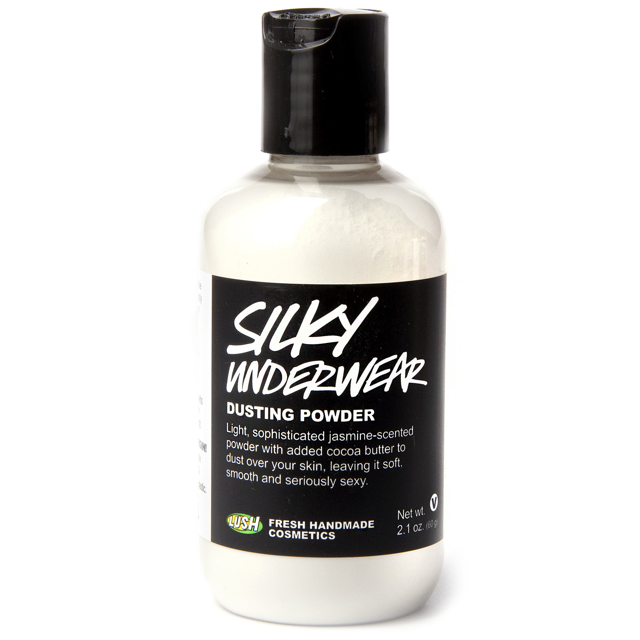 SILKY
UNDERWEAR
DUSTING POWDER
Light, sophisticated jasmine-scented
powder with added cocoa butter to
dust over your skin, leaving it soft,
smooth and seriously sexy.
LUSH
FRESH HANDMADE
COSMETICS
V
Net wt.
2.1 oz. (60 g)